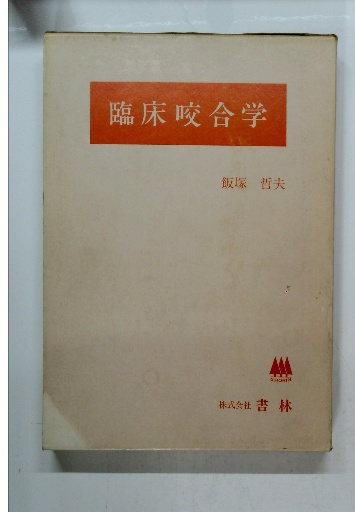 臨床咬合学
飯塚 哲夫
株式会社 書林